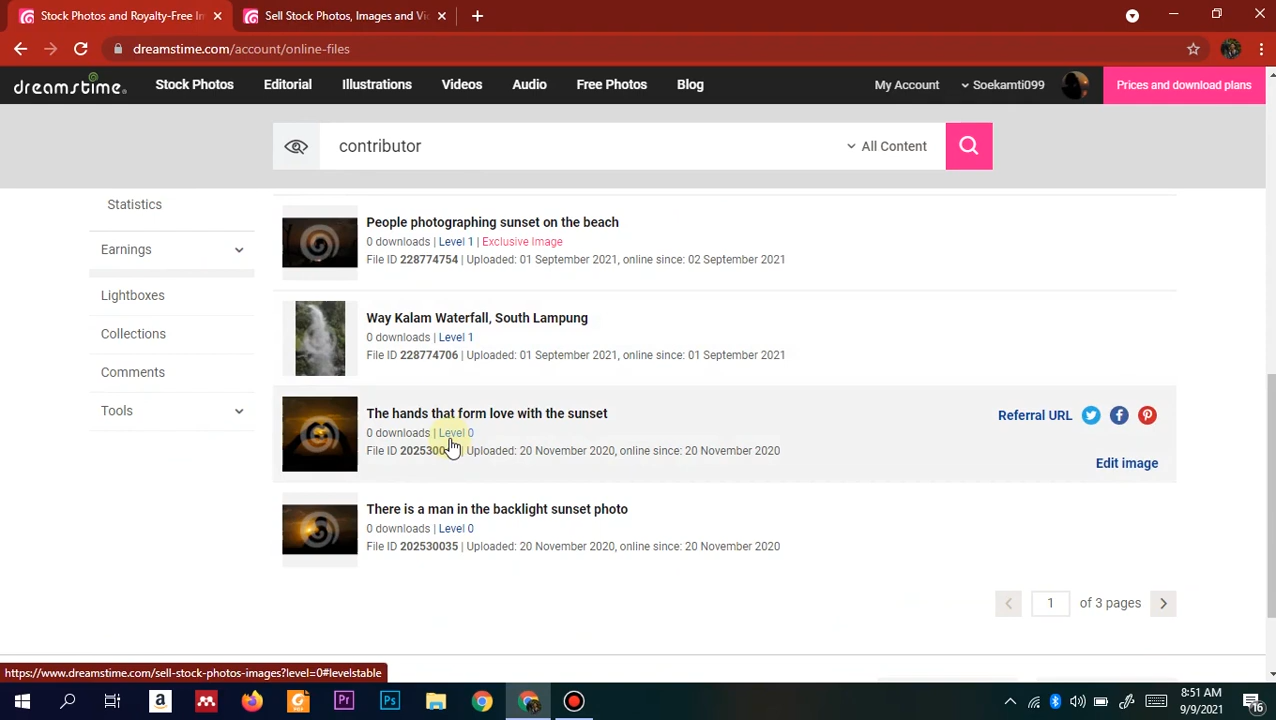 Stock Photos and Royalty-Free Im
Sell Stock Photos, Images and Vid
dreamstime.com/account/online-files
dreamstime.
Stock Photos
Editorial
Illustrations
Videos
Audio
Free Photos
Blog
My Account
Soekamti099
Prices and download plans
contributor
All Content
Statistics
Earnings
Lightboxes
Collections
Comments
Tools
People photographing sunset on the beach
0 downloads | Level 1 | Exclusive Image
File ID 228774754 | Uploaded: 01 September 2021, online since: 02 September 2021
Way Kalam Waterfall, South Lampung
0 downloads | Level 1
File ID 228774706 | Uploaded: 01 September 2021, online since: 01 September 2021
The hands that form love with the sunset
0 downloads | Level 0
File ID 202530 | Uploaded: 20 November 2020, online since: 20 November 2020
Referral URL
Edit image
There is a man in the backlight sunset photo
0 downloads | Level 0
File ID 202530035 | Uploaded: 20 November 2020, online since: 20 November 2020
1 of 3 pages
https://www.dreamstime.com/sell-stock-photos-images?level=0#levelstable
8:51 AM
9/9/2021
16